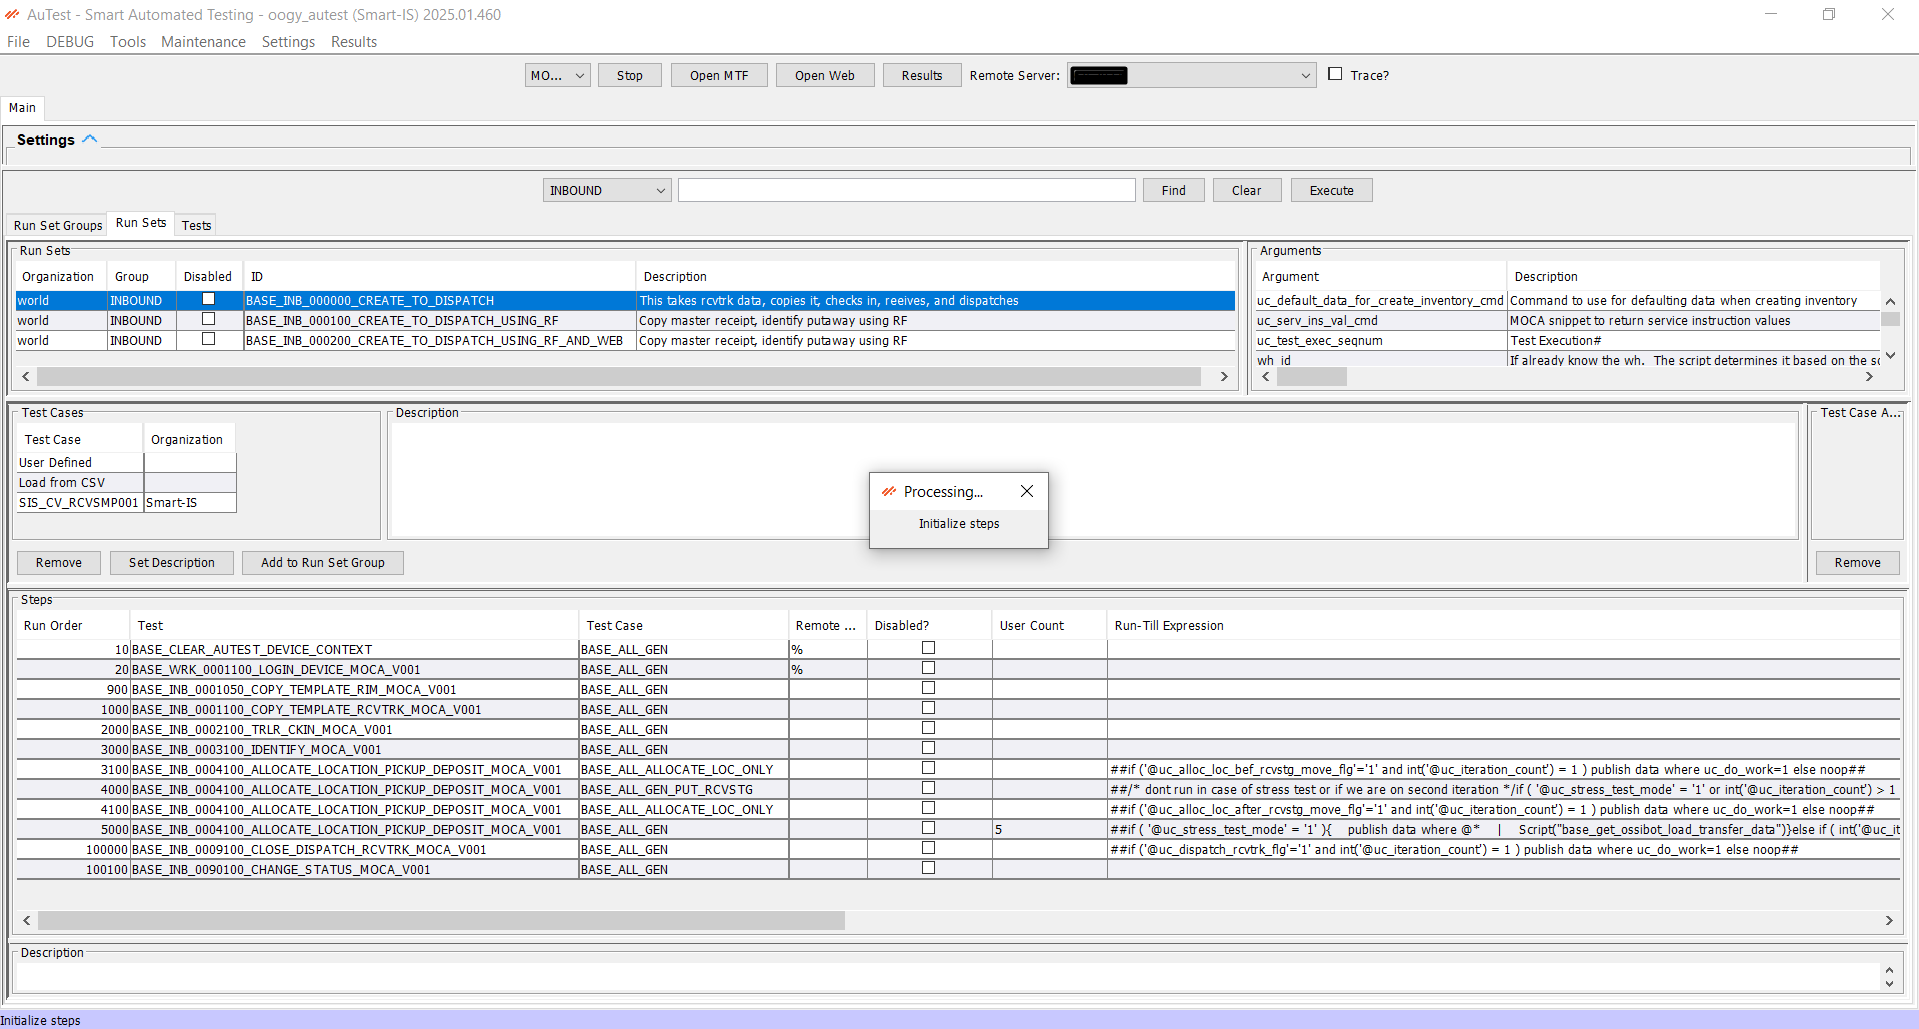 AuTest - Smart Automated Testing - oogy_autest (Smart-IS) 2025.01.460
File DEBUG Tools Maintenance Settings Results
MO... Stop Open MTF Open Web Results Remote Server: Trace?
Main
Settings
INBOUND Find Clear Execute
Run Set Groups Run Sets Tests
Run Sets
Organization Group Disabled ID Description
world INBOUND BASE_INB_000000_CREATE_TO_DISPATCH This takes rcvtrk data, copies it, checks in, reeives, and dispatches
world INBOUND BASE_INB_000100_CREATE_TO_DISPATCH_USING_RF Copy master receipt, identify putaway using RF
world INBOUND BASE_INB_000200_CREATE_TO_DISPATCH_USING_RF_AND_WEB Copy master receipt, identify putaway using RF
Arguments
Argument Description
uc_default_data_for_create_inventory_cmd Command to use for defaulting data when creating inventory
uc_serv_ins_val_cmd MOCA snippet to return service instruction values
uc_test_exec_seqnum Test Execution#
wh_id If already know the wh. The script determines it based on the sc
Test Cases
Test Case Organization
User Defined
Load from CSV
SIS_CV_RCVSMP001 Smart-IS
Description
Test Case A...
Processing...
Initialize steps
Remove Set Description Add to Run Set Group
Remove
Steps
Run Order Test Test Case Remote ... Disabled? User Count Run-Till Expression
10 BASE_CLEAR_AUTEST_DEVICE_CONTEXT BASE_ALL_GEN %
20 BASE_WRK_0001100_LOGIN_DEVICE_MOCA_V001 BASE_ALL_GEN %
900 BASE_INB_0001050_COPY_TEMPLATE_RIM_MOCA_V001 BASE_ALL_GEN
1000 BASE_INB_0001100_COPY_TEMPLATE_RCVTRK_MOCA_V001 BASE_ALL_GEN
2000 BASE_INB_0002100_TRLR_CKIN_MOCA_V001 BASE_ALL_GEN
3000 BASE_INB_0003100_IDENTIFY_MOCA_V001 BASE_ALL_GEN
3100 BASE_INB_0004100_ALLOCATE_LOCATION_PICKUP_DEPOSIT_MOCA_V001 BASE_ALL_ALLOCATE_LOC_ONLY ##if ('@uc_alloc_loc_bef_rcvstg_move_flg'='1' and int('@uc_iteration_count') = 1 ) publish data where uc_do_work=1 else noop##
4000 BASE_INB_0004100_ALLOCATE_LOCATION_PICKUP_DEPOSIT_MOCA_V001 BASE_ALL_GEN_PUT_RCVSTG ##/* dont run in case of stress test or if we are on second iteration */if ( '@uc_stress_test_mode' = '1' or int('@uc_iteration_count') > 1
4100 BASE_INB_0004100_ALLOCATE_LOCATION_PICKUP_DEPOSIT_MOCA_V001 BASE_ALL_ALLOCATE_LOC_ONLY ##if ('@uc_alloc_loc_after_rcvstg_move_flg'='1' and int('@uc_iteration_count') = 1 ) publish data where uc_do_work=1 else noop##
5000 BASE_INB_0004100_ALLOCATE_LOCATION_PICKUP_DEPOSIT_MOCA_V001 BASE_ALL_GEN 5 ##if ( '@uc_stress_test_mode' = '1' ){ publish data where @* | Script("base_get_ossibot_load_transfer_data")}else if ( int('@uc_it
100000 BASE_INB_0009100_CLOSE_DISPATCH_RCVTRK_MOCA_V001 BASE_ALL_GEN ##if ('@uc_dispatch_rcvtrk_flg'='1' and int('@uc_iteration_count') = 1 ) publish data where uc_do_work=1 else noop##
100100 BASE_INB_0090100_CHANGE_STATUS_MOCA_V001 BASE_ALL_GEN
Description
Initialize steps